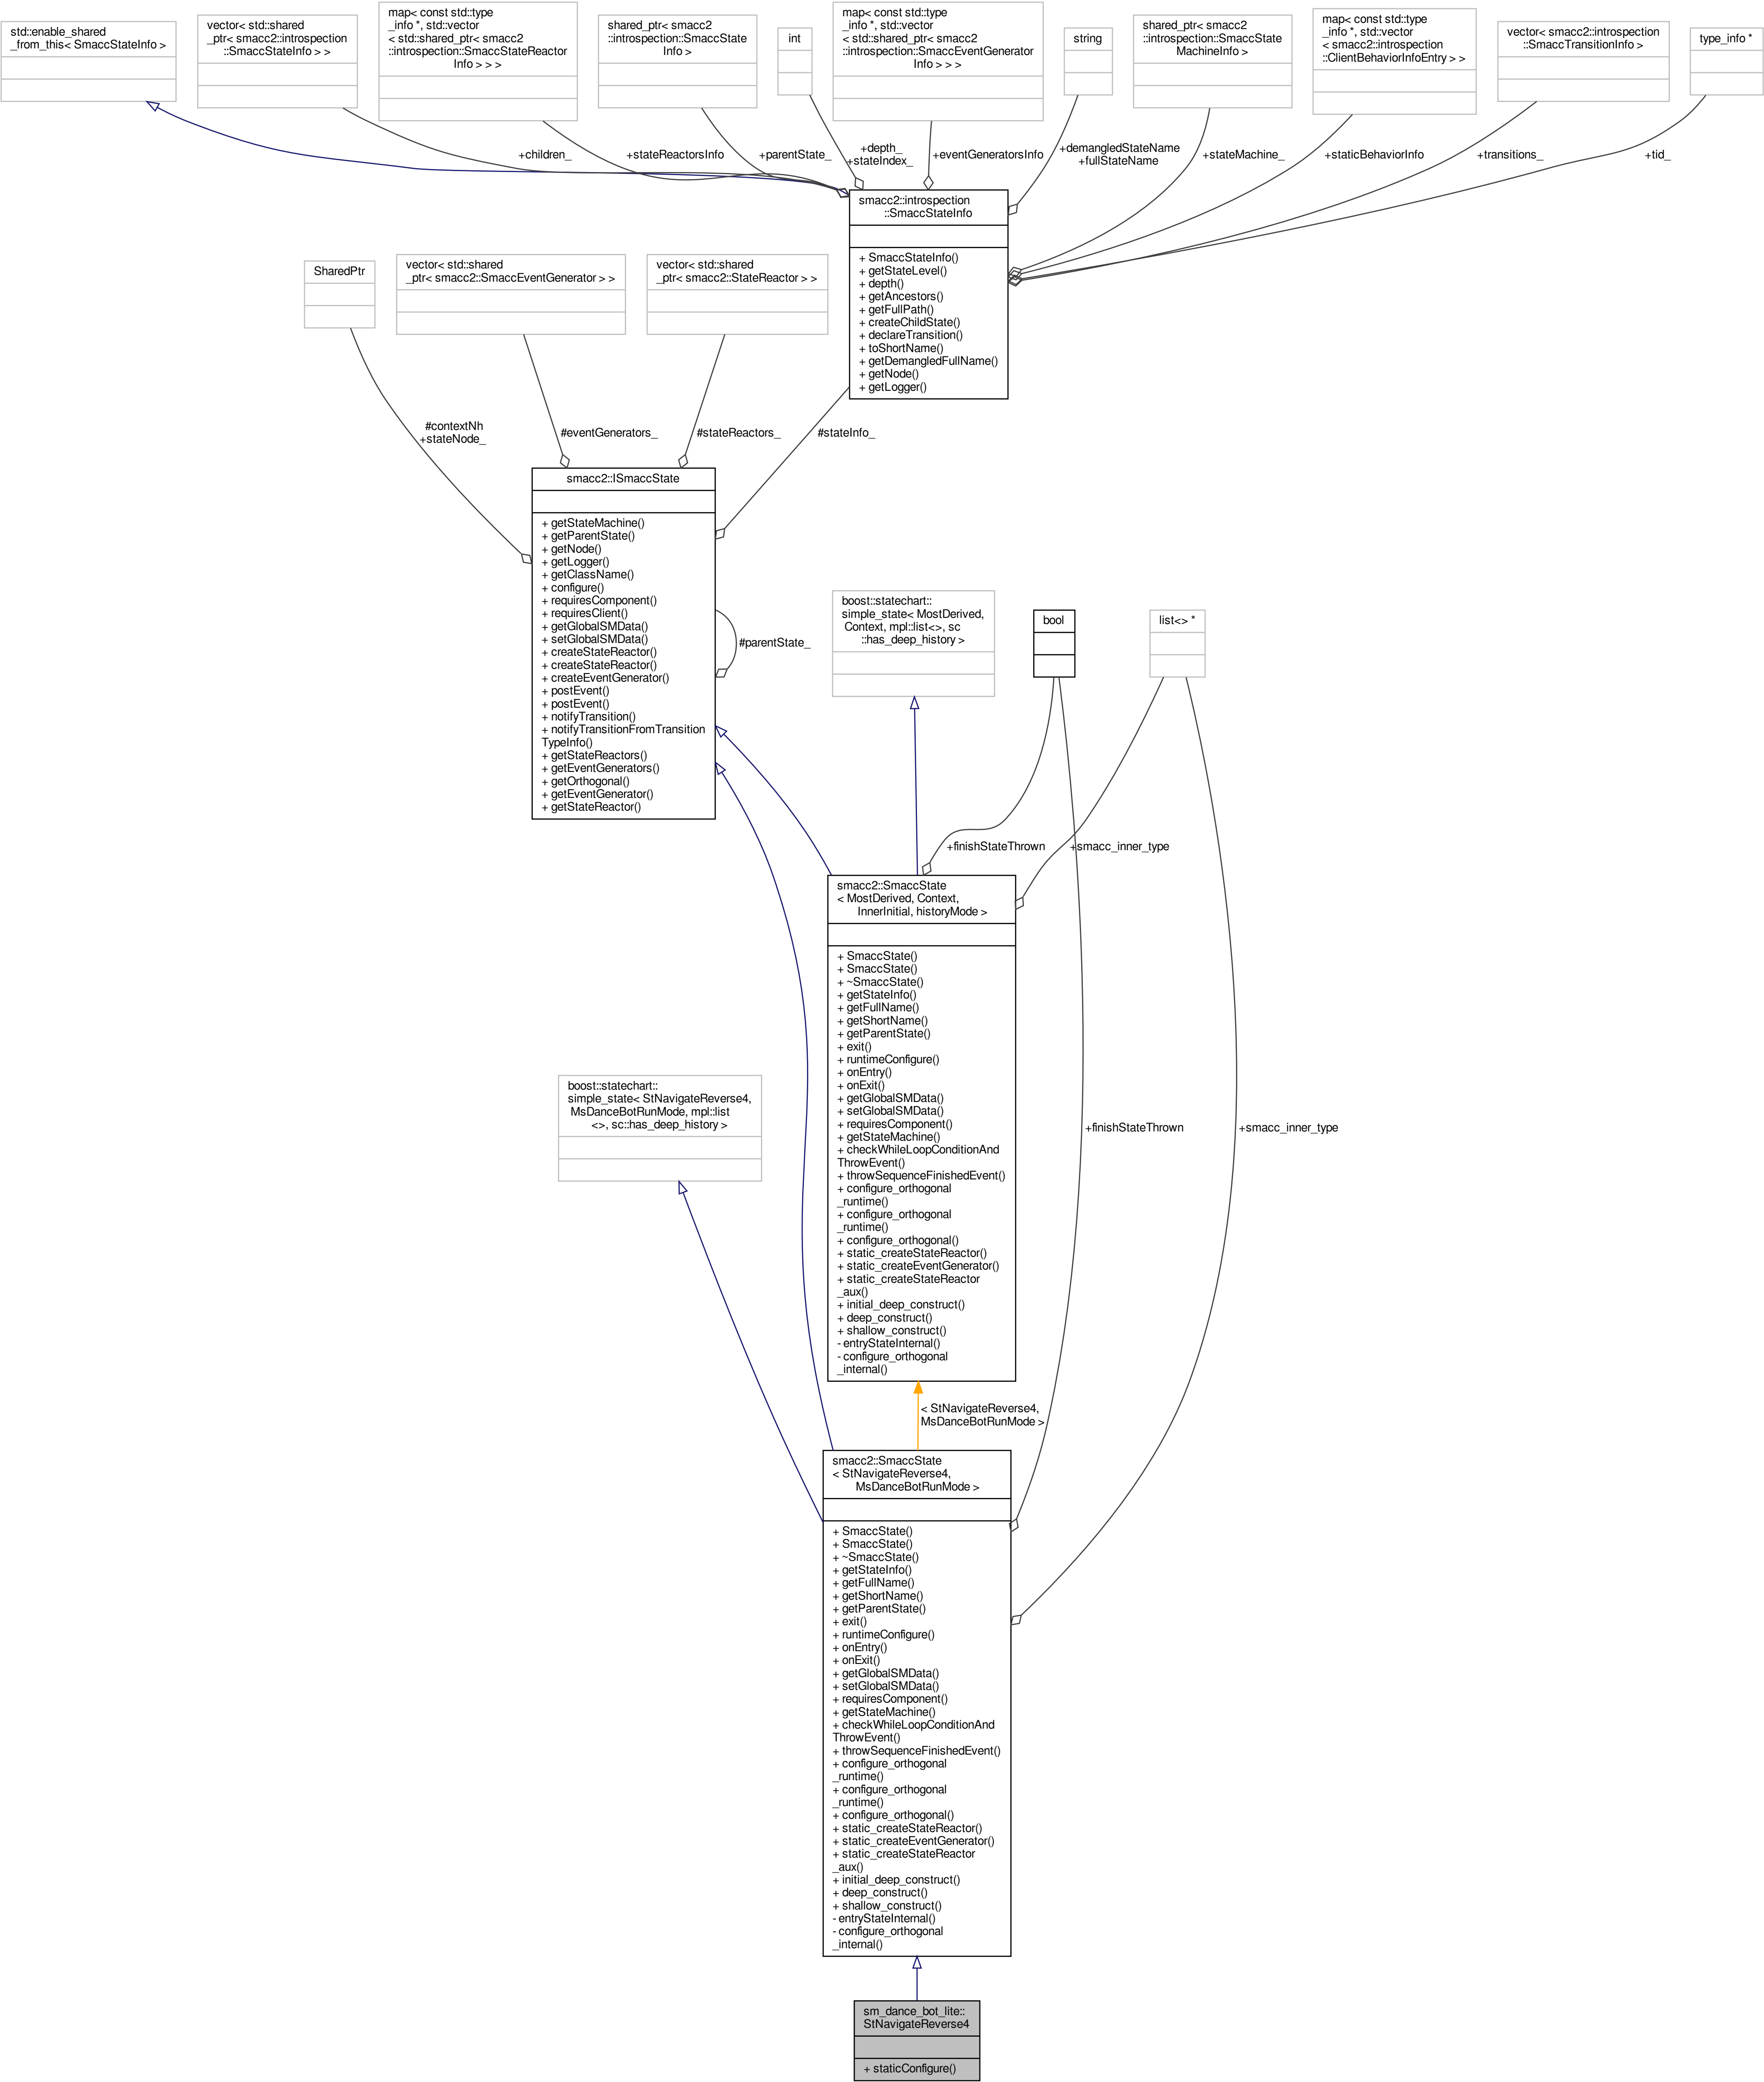 std::enable_shared
_from_this< SmaccStateInfo >
vector< std::shared
_ptr< smacc2::introspection
::SmaccStateInfo > >
map< const std::type
_info *, std::vector
< std::shared_ptr< smacc2
::introspection::SmaccStateReactor
Info > > >
shared_ptr< smacc2
::introspection::SmaccState
Info >
int
map< const std::type
_info *, std::vector
< std::shared_ptr< smacc2
::introspection::SmaccEventGenerator
Info > > >
string
shared_ptr< smacc2
::introspection::SmaccState
MachineInfo >
map< const std::type
_info *, std::vector
< smacc2::introspection
::ClientBehaviorInfoEntry > >
vector< smacc2::introspection
::SmaccTransitionInfo >
type_info *
+children_
+stateReactorsInfo
+parentState_
+depth_
+stateIndex_
+eventGeneratorsInfo
+demangledStateName
+fullStateName
+stateMachine_
+staticBehaviorInfo
+transitions_
+tid_
smacc2::introspection
::SmaccStateInfo
+ SmaccStateInfo()
+ getStateLevel()
+ depth()
+ getAncestors()
+ getFullPath()
+ createChildState()
+ declareTransition()
+ toShortName()
+ getDemangledFullName()
+ getNode()
+ getLogger()
SharedPtr
vector< std::shared
_ptr< smacc2::SmaccEventGenerator > >
vector< std::shared
_ptr< smacc2::StateReactor > >
#contextNh
+stateNode_
#eventGenerators_
#stateReactors_
#stateInfo_
smacc2::ISmaccState
+ getStateMachine()
+ getParentState()
+ getNode()
+ getLogger()
+ getClassName()
+ configure()
+ requiresComponent()
+ requiresClient()
+ getGlobalSMData()
+ setGlobalSMData()
+ createStateReactor()
+ createStateReactor()
+ createEventGenerator()
+ postEvent()
+ postEvent()
+ notifyTransition()
+ notifyTransitionFromTransition
TypeInfo()
+ getStateReactors()
+ getEventGenerators()
+ getOrthogonal()
+ getEventGenerator()
+ getStateReactor()
#parentState_
boost::statechart::
simple_state< MostDerived,
Context, mpl::list<>, sc
::has_deep_history >
bool
list<> *
+finishStateThrown
+smacc_inner_type
smacc2::SmaccState
< MostDerived, Context,
InnerInitial, historyMode >
+ SmaccState()
+ SmaccState()
+ ~SmaccState()
+ getStateInfo()
+ getFullName()
+ getShortName()
+ getParentState()
+ exit()
+ runtimeConfigure()
+ onEntry()
+ onExit()
+ getGlobalSMData()
+ setGlobalSMData()
+ requiresComponent()
+ getStateMachine()
+ checkWhileLoopConditionAnd
ThrowEvent()
+ throwSequenceFinishedEvent()
+ configure_orthogonal
_runtime()
+ configure_orthogonal
_runtime()
+ configure_orthogonal()
+ static_createStateReactor()
+ static_createEventGenerator()
+ static_createStateReactor
_aux()
+ initial_deep_construct()
+ deep_construct()
+ shallow_construct()
- entryStateInternal()
- configure_orthogonal
_internal()
boost::statechart::
simple_state< StNavigateReverse4,
MsDanceBotRunMode, mpl::list
<>, sc::has_deep_history >
+finishStateThrown
+smacc_inner_type
< StNavigateReverse4,
MsDanceBotRunMode >
smacc2::SmaccState
< StNavigateReverse4,
MsDanceBotRunMode >
+ SmaccState()
+ SmaccState()
+ ~SmaccState()
+ getStateInfo()
+ getFullName()
+ getShortName()
+ getParentState()
+ exit()
+ runtimeConfigure()
+ onEntry()
+ onExit()
+ getGlobalSMData()
+ setGlobalSMData()
+ requiresComponent()
+ getStateMachine()
+ checkWhileLoopConditionAnd
ThrowEvent()
+ throwSequenceFinishedEvent()
+ configure_orthogonal
_runtime()
+ configure_orthogonal
_runtime()
+ configure_orthogonal()
+ static_createStateReactor()
+ static_createEventGenerator()
+ static_createStateReactor
_aux()
+ initial_deep_construct()
+ deep_construct()
+ shallow_construct()
- entryStateInternal()
- configure_orthogonal
_internal()
sm_dance_bot_lite::
StNavigateReverse4
+ staticConfigure()